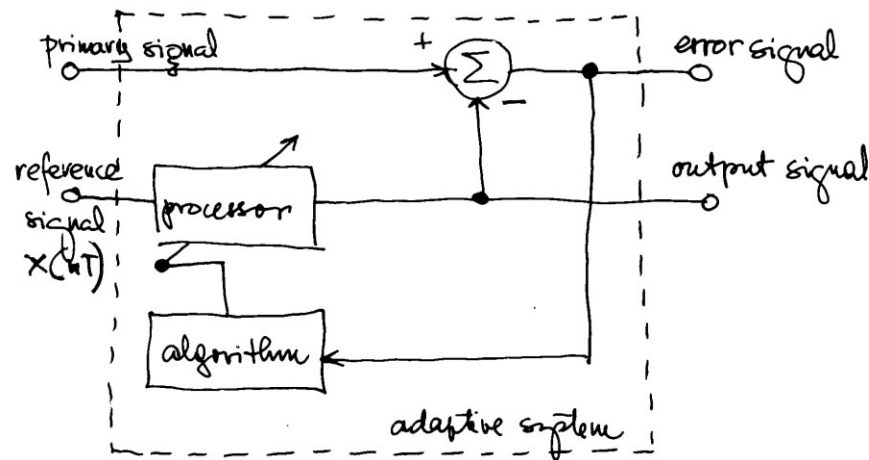 primary signal
+
Σ
error signal
−
reference
signal
X(nT)
processor
output signal
algorithm
adaptive system